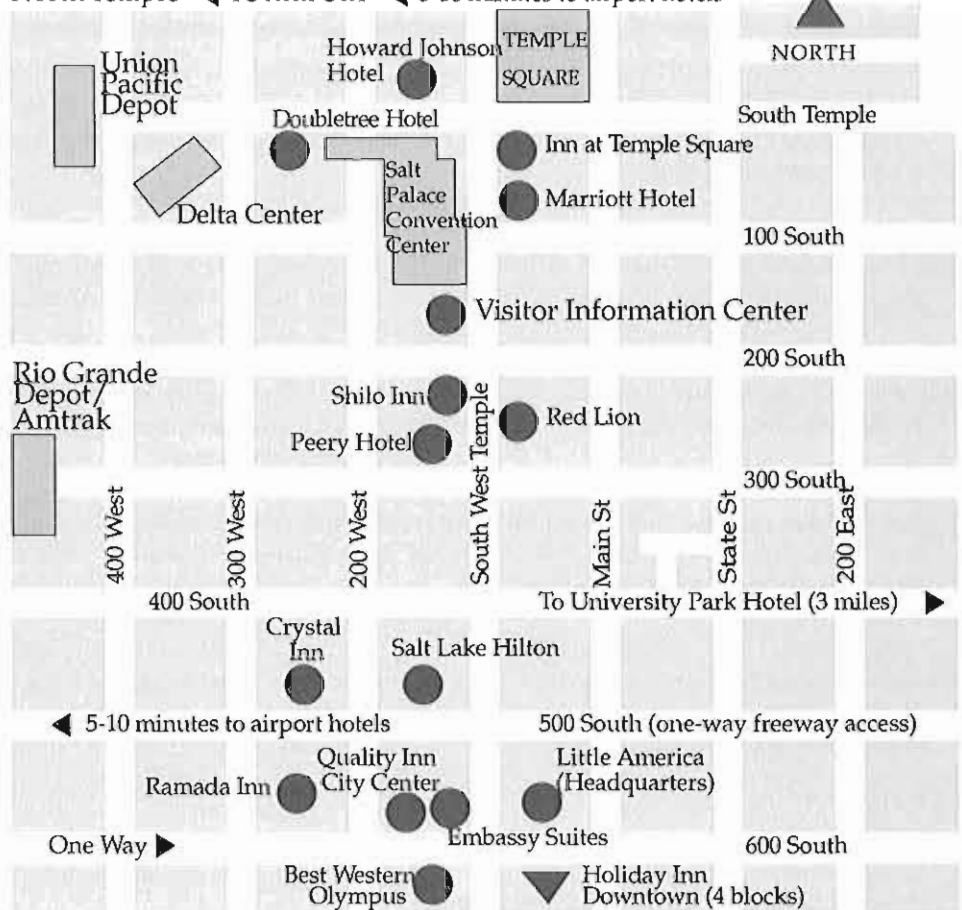 TEMPLE
SQUARE
NORTH
Howard Johnson
Hotel
Union
Pacific
Depot
South Temple
Doubletree Hotel
Inn at Temple Square
Salt
Palace
Convention
Center
Marriott Hotel
Delta Center
100 South
Visitor Information Center
200 South
Rio Grande
Depot/
Amtrak
Shilo Inn
Red Lion
Peery Hotel
300 South
400 West
300 West
200 West
South West Temple
Main St
State St
200 East
400 South
To University Park Hotel (3 miles)
Crystal
Inn
Salt Lake Hilton
5-10 minutes to airport hotels
500 South (one-way freeway access)
Quality Inn
City Center
Little America
(Headquarters)
Ramada Inn
Embassy Suites
One Way
600 South
Best Western
Olympus
Holiday Inn
Downtown (4 blocks)